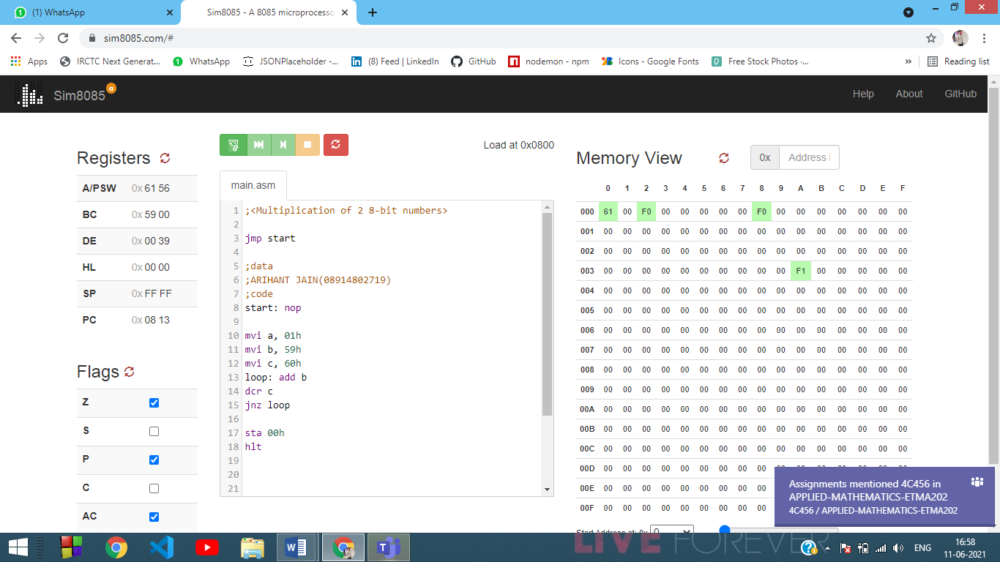 (1) WhatsApp
Sim8085 - A 8085 microprocesso
sim8085.com/#
Apps IRCTC Next Generat... WhatsApp JSONPlaceholder -... (8) Feed | LinkedIn GitHub nodemon - npm Icons - Google Fonts Free Stock Photos ·... » Reading list
Sim8085 α
Help About GitHub
Registers
A/PSW 0x 61 56
BC 0x 59 00
DE 0x 00 39
HL 0x 00 00
SP 0x FF FF
PC 0x 08 13
Flags
Z
S
P
C
AC
Load at 0x0800
main.asm
1 ;<Multiplication of 2 8-bit numbers>
2
3 jmp start
4
5 ;data
6 ;ARIHANT JAIN(08914802719)
7 ;code
8 start: nop
9
10 mvi a, 01h
11 mvi b, 59h
12 mvi c, 60h
13 loop: add b
14 dcr c
15 jnz loop
16
17 sta 00h
18 hlt
19
20
21
Memory View 0x Address
0 1 2 3 4 5 6 7 8 9 A B C D E F
000 61 00 F0 00 00 00 00 00 F0 00 00 00 00 00 00 00
001 00 00 00 00 00 00 00 00 00 00 00 00 00 00 00 00
002 00 00 00 00 00 00 00 00 00 00 00 00 00 00 00 00
003 00 00 00 00 00 00 00 00 00 00 F1 00 00 00 00 00
004 00 00 00 00 00 00 00 00 00 00 00 00 00 00 00 00
005 00 00 00 00 00 00 00 00 00 00 00 00 00 00 00 00
006 00 00 00 00 00 00 00 00 00 00 00 00 00 00 00 00
007 00 00 00 00 00 00 00 00 00 00 00 00 00 00 00 00
008 00 00 00 00 00 00 00 00 00 00 00 00 00 00 00 00
009 00 00 00 00 00 00 00 00 00 00 00 00 00 00 00 00
00A 00 00 00 00 00 00 00 00 00 00 00 00 00 00 00 00
00B 00 00 00 00 00 00 00 00 00 00 00 00 00 00 00 00
00C 00 00 00 00 00 00 00 00 00 00 00 00 00 00 00 00
00D 00 00 00 00 00 00 00 00 00
00E 00 00 00 00 00 00 00 00 00
00F 00 00 00 00 00 00 00 00 00
Start Address at: 0x 0
Assignments mentioned 4C456 in
APPLIED-MATHEMATICS-ETMA202
4C456 / APPLIED-MATHEMATICS-ETMA202
LIVE FOREVER
ENG
16:58
11-06-2021